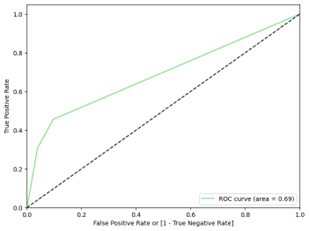 1.0
0.8
0.6
0.4
0.2
0.0
True Positive Rate
0.0 0.2 0.4 0.6 0.8 1.0
False Positive Rate or [1 - True Negative Rate]
ROC curve (area = 0.69)